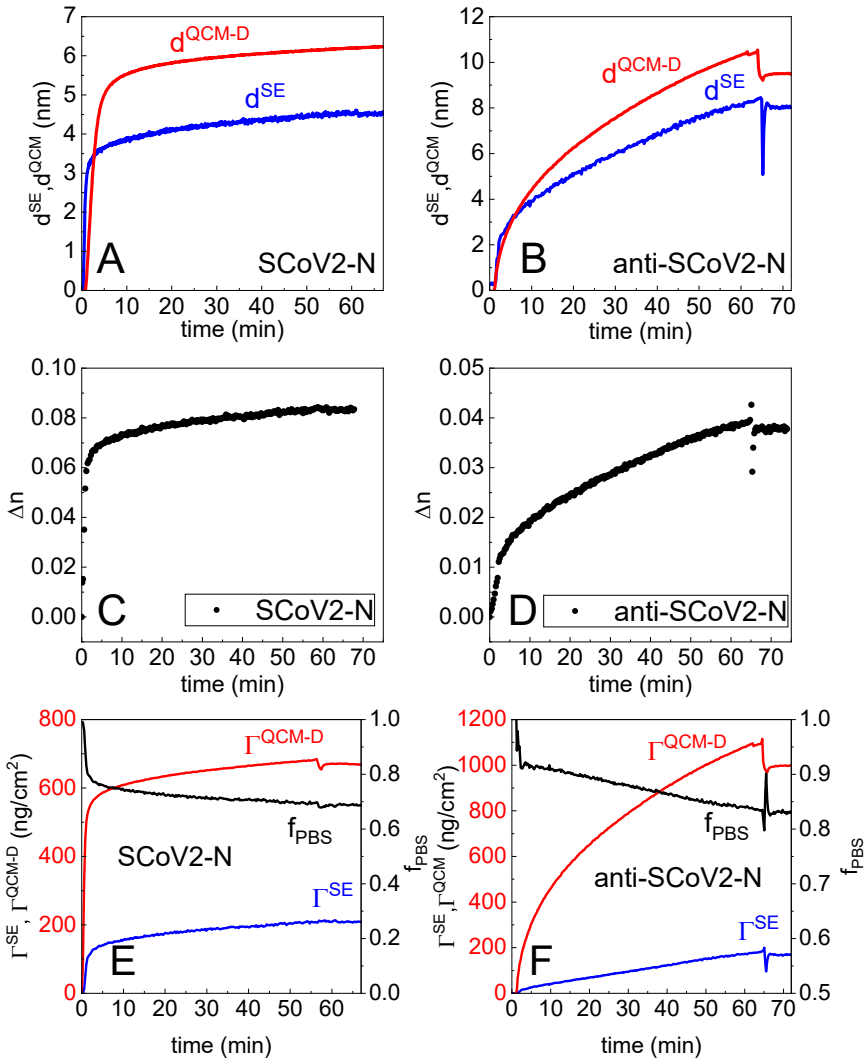 7
6
5
4
3
2
1
0
d^SE, d^QCM (nm)
d^QCM-D
d^SE
A
SCoV2-N
0 10 20 30 40 50 60
time (min)
12
10
8
6
4
2
0
d^SE, d^QCM (nm)
d^QCM-D
d^SE
B
anti-SCoV2-N
0 10 20 30 40 50 60 70
time (min)
0.10
0.08
0.06
0.04
0.02
0.00
Δn
C
SCoV2-N
0 10 20 30 40 50 60 70
time (min)
0.05
0.04
0.03
0.02
0.01
0.00
Δn
D
anti-SCoV2-N
0 10 20 30 40 50 60 70
time (min)
800
600
400
200
0
Γ^SE, Γ^QCM-D (ng/cm²)
Γ^QCM-D
f_PBS
SCoV2-N
Γ^SE
E
1.0
0.8
0.6
0.4
0.2
0.0
f_PBS
0 10 20 30 40 50 60
time (min)
1200
1000
800
600
400
200
0
Γ^SE, Γ^QCM (ng/cm²)
Γ^QCM-D
f_PBS
anti-SCoV2-N
Γ^SE
F
1.0
0.9
0.8
0.7
0.6
0.5
f_PBS
0 10 20 30 40 50 60 70
time (min)